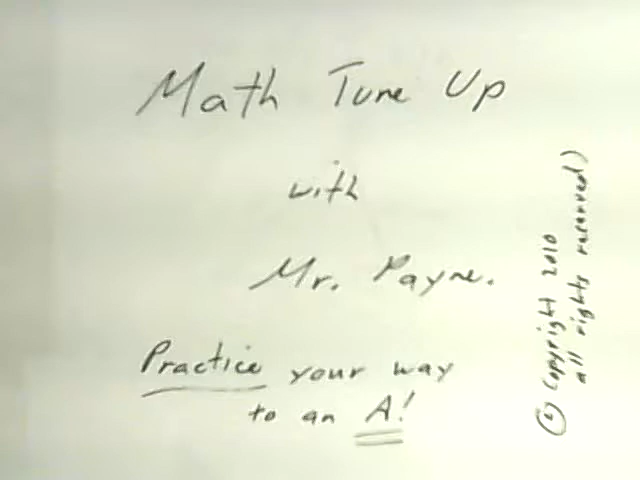 Math Tune Up
with
Mr. Payne.
Practice your way
to an A!
(c) Copyright 2010
all rights reserved)